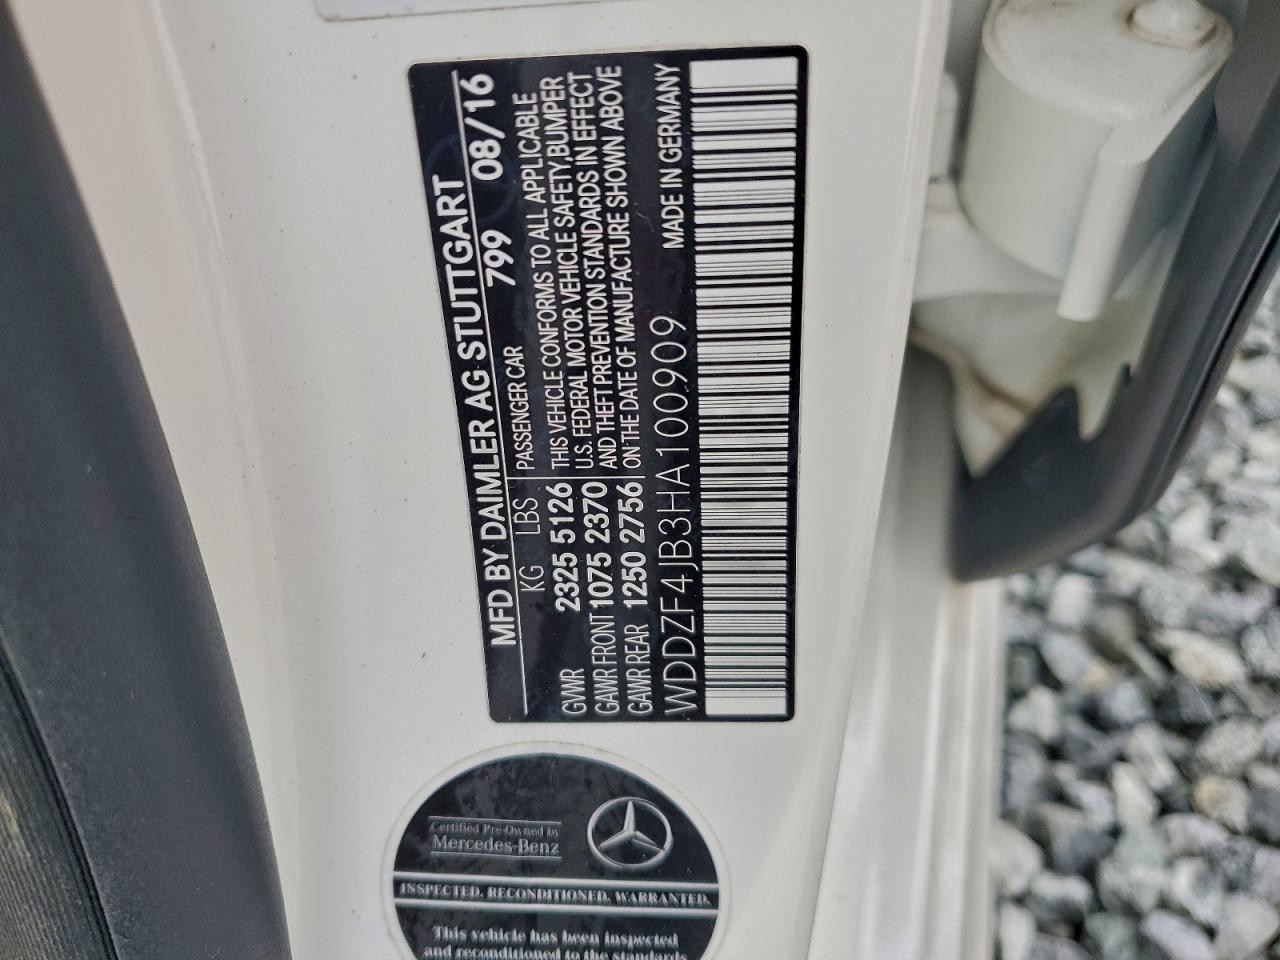 MFD BY DAIMLER AG STUTTGART
KG LBS 799 08/16
GVWR 2325 5126
GAWR FRONT 1075 2370
GAWR REAR 1250 2756
PASSENGER CAR
THIS VEHICLE CONFORMS TO ALL APPLICABLE
U.S. FEDERAL MOTOR VEHICLE SAFETY,BUMPER
AND THEFT PREVENTION STANDARDS IN EFFECT
ON THE DATE OF MANUFACTURE SHOWN ABOVE
WDDZF4JB3HA100909 MADE IN GERMANY
Certified Pre-Owned by
Mercedes-Benz
INSPECTED. RECONDITIONED. WARRANTED.
This vehicle has been inspected
and reconditioned to the standards